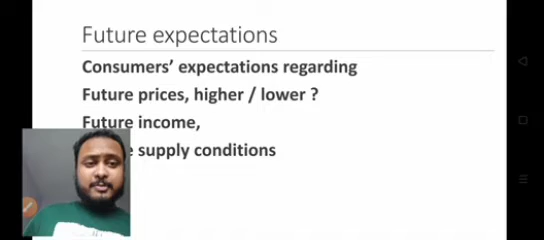 Future expectations
Consumers’ expectations regarding
Future prices, higher / lower ?
Future income,
supply conditions